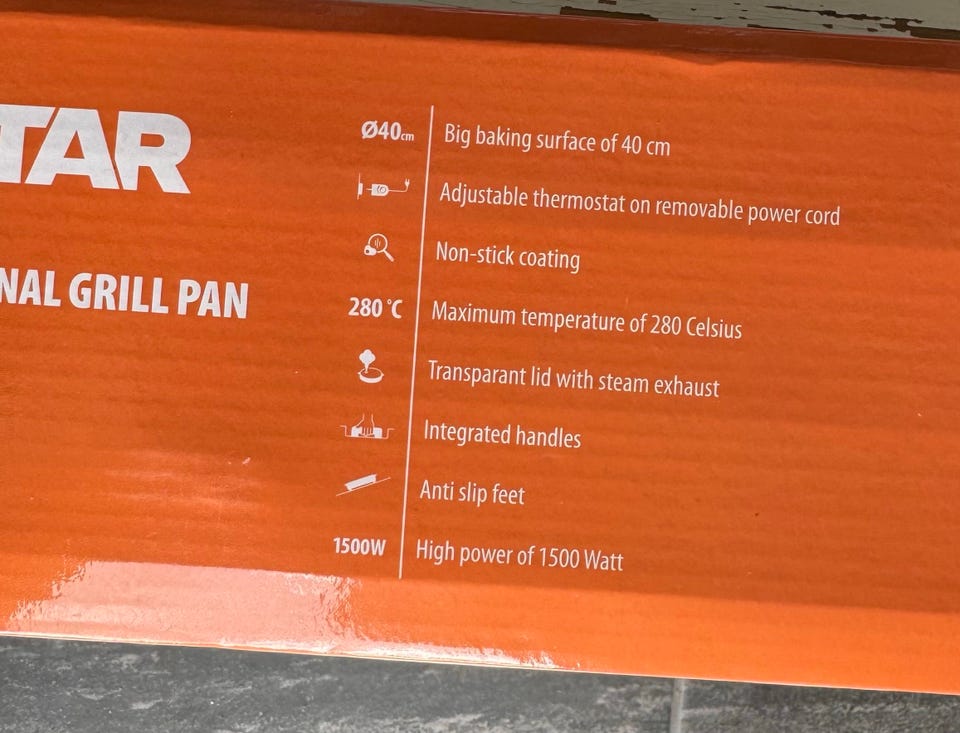 TAR
NAL GRILL PAN
Ø40cm Big baking surface of 40 cm
Adjustable thermostat on removable power cord
Non-stick coating
280 °C Maximum temperature of 280 Celsius
Transparant lid with steam exhaust
Integrated handles
Anti slip feet
1500W High power of 1500 Watt